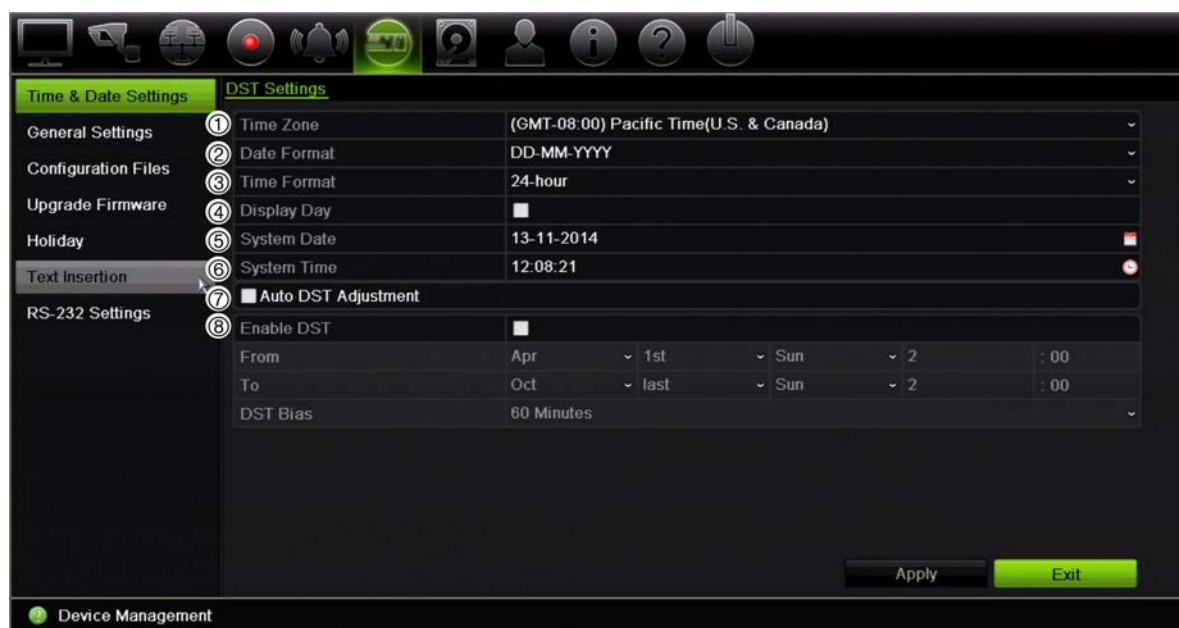 Time & Date Settings
General Settings
Configuration Files
Upgrade Firmware
Holiday
Text Insertion
RS-232 Settings
DST Settings
① Time Zone (GMT-08:00) Pacific Time(U.S. & Canada)
② Date Format DD-MM-YYYY
③ Time Format 24-hour
④ Display Day
⑤ System Date 13-11-2014
⑥ System Time 12:08:21
⑦ Auto DST Adjustment
⑧ Enable DST
From Apr 1st Sun 2 : 00
To Oct last Sun 2 : 00
DST Bias 60 Minutes
Apply Exit
Device Management